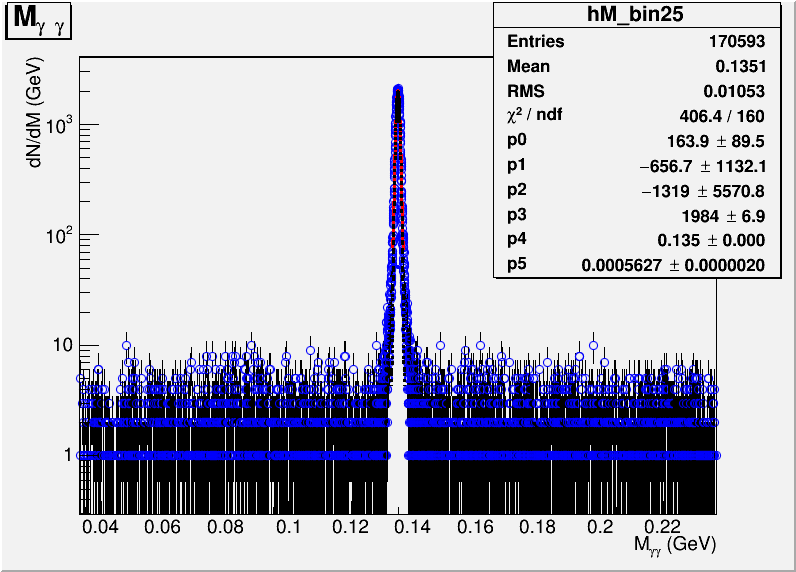 M γ γ
hM_bin25
Entries 170593
Mean 0.1351
RMS 0.01053
χ² / ndf 406.4 / 160
p0 163.9 ± 89.5
p1 −656.7 ± 1132.1
p2 −1319 ± 5570.8
p3 1984 ± 6.9
p4 0.135 ± 0.000
p5 0.0005627 ± 0.0000020
dN/dM (GeV)
10³
10²
10
1
0.04 0.06 0.08 0.1 0.12 0.14 0.16 0.18 0.2 0.22
Mγγ (GeV)